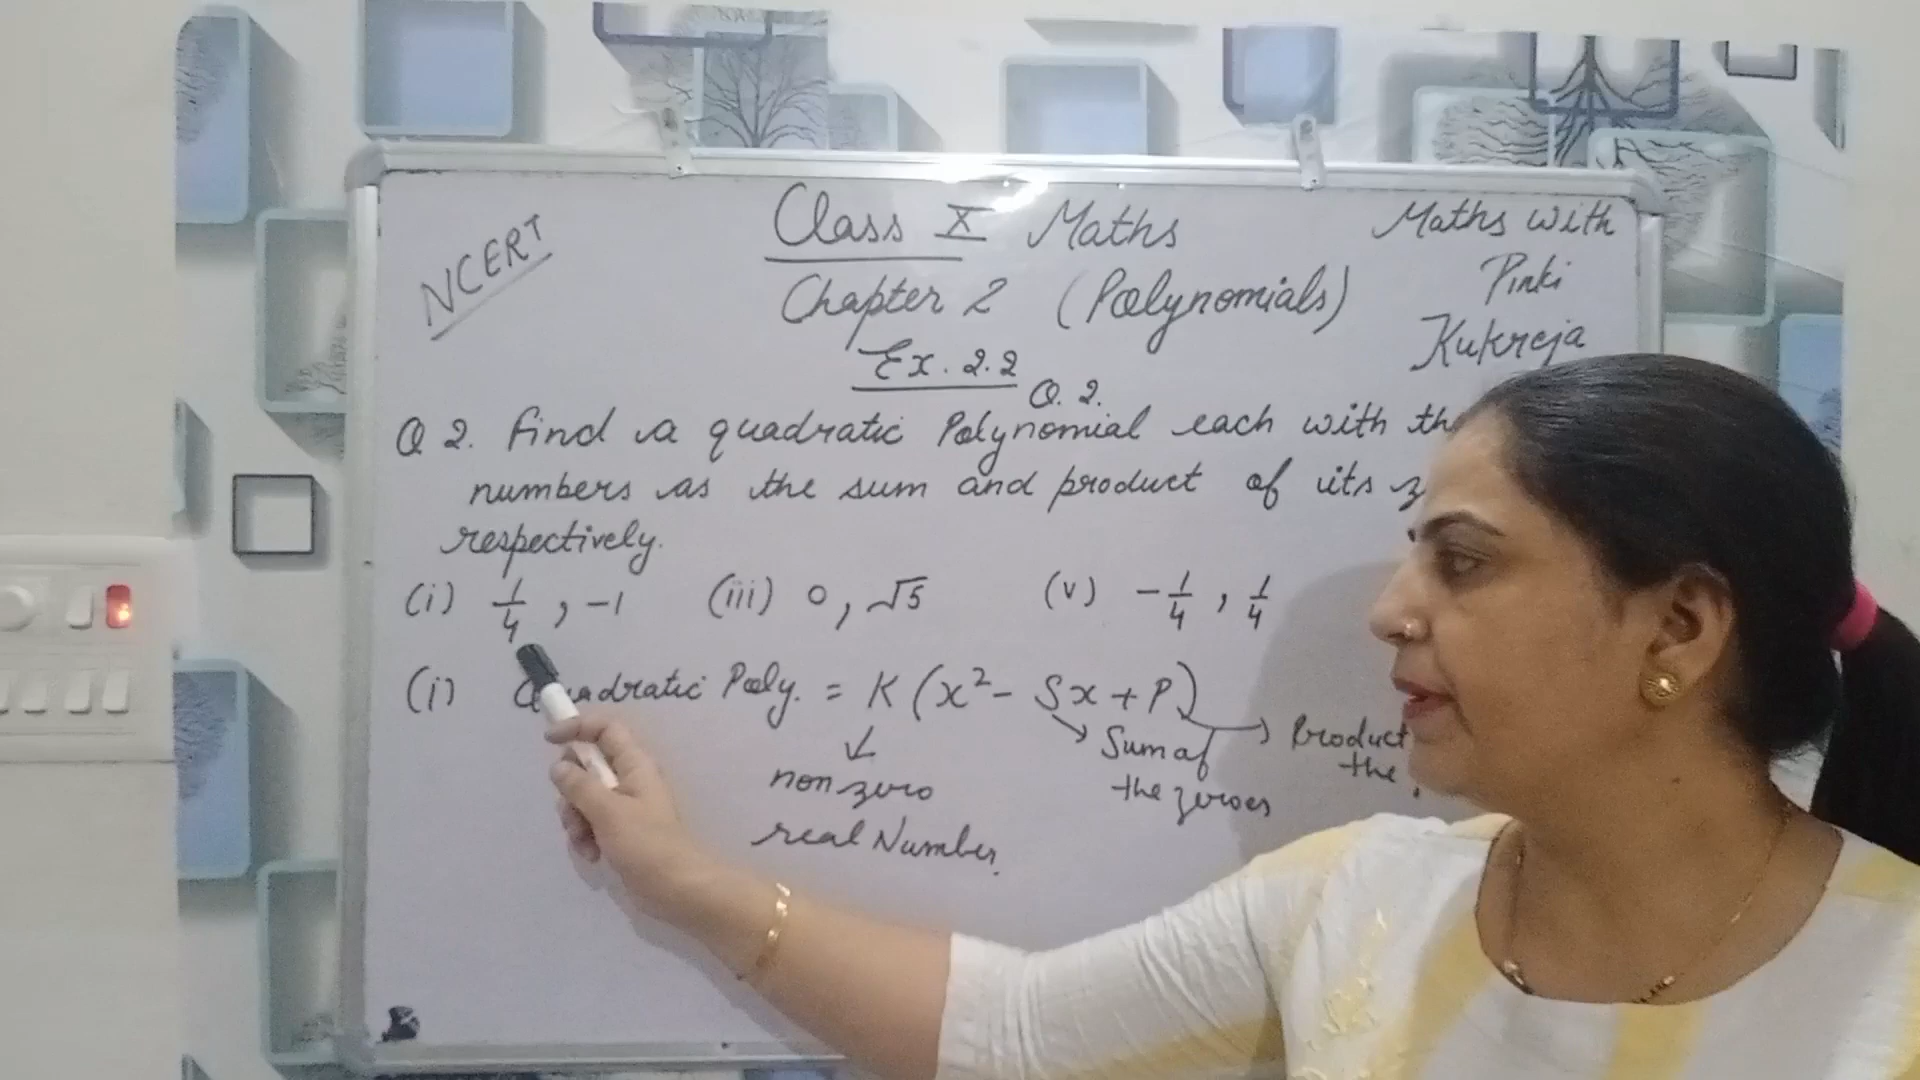 NCERT
Class X Maths
Maths with
Pinki
Kukreja
Chapter 2 (Polynomials)
Ex. 2.2
Q. 2.
Q 2. Find a quadratic Polynomial each with
numbers as the sum and product of its
respectively.
(i) 1/4, -1 (iii) 0, √5 (v) -1/4, 1/4
(i) Quadratic Poly. = K (x² - Sx + P)
non zero
real Number.
Sum of
the zeroes
Product
the